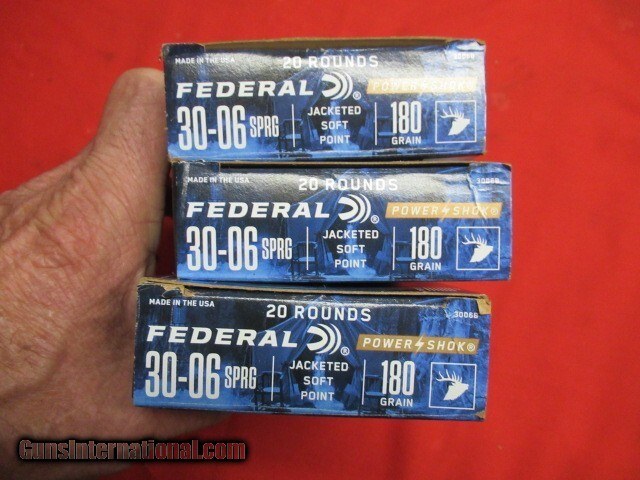 MADE IN THE USA
20 ROUNDS
FEDERAL®
POWER SHOK®
30-06 SPRG
JACKETED
SOFT
POINT
180
GRAIN
MADE IN THE USA
20 ROUNDS
3006B
FEDERAL®
POWER SHOK®
30-06 SPRG
JACKETED
SOFT
POINT
180
GRAIN
MADE IN THE USA
20 ROUNDS
3006B
FEDERAL®
POWER SHOK®
30-06 SPRG
JACKETED
SOFT
POINT
180
GRAIN
GunsInternational.com